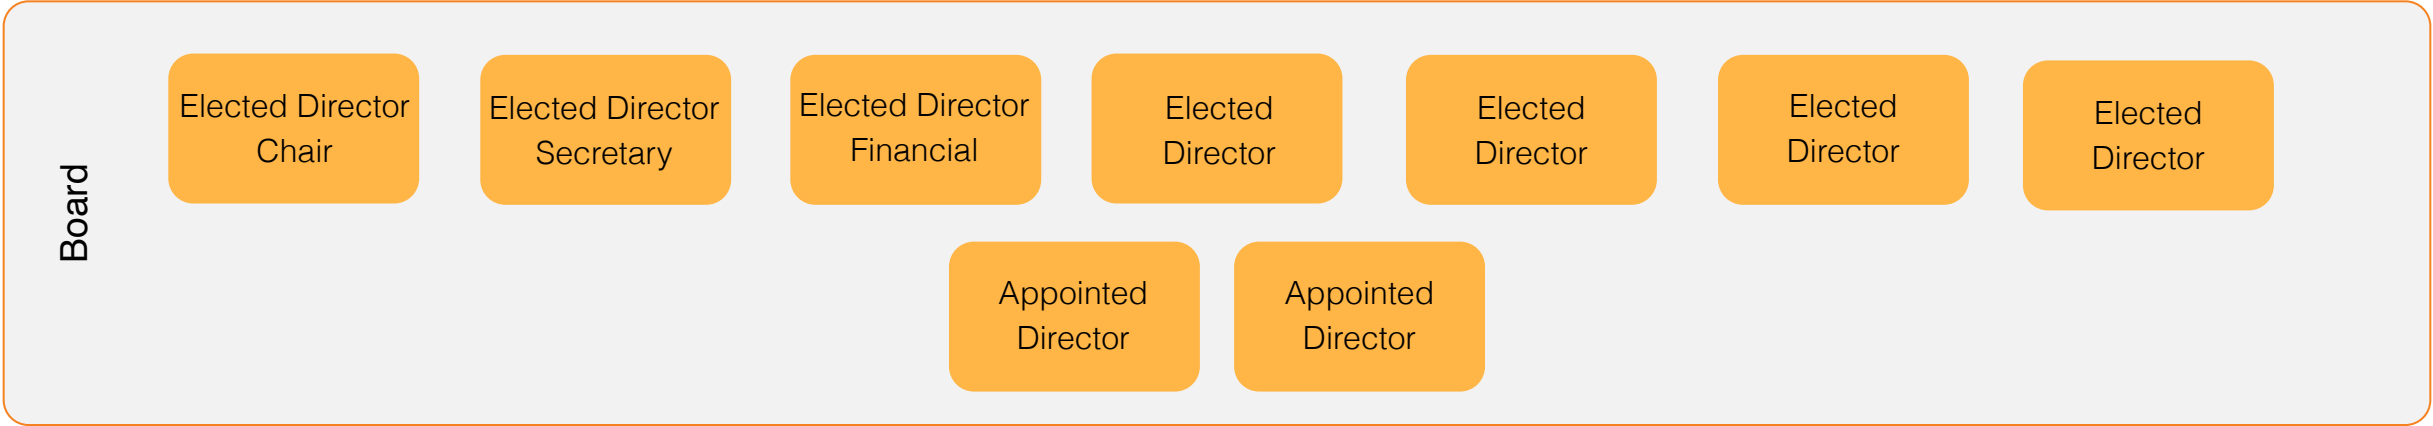 Board
Elected Director
Chair
Elected Director
Secretary
Elected Director
Financial
Elected
Director
Elected
Director
Elected
Director
Elected
Director
Appointed
Director
Appointed
Director